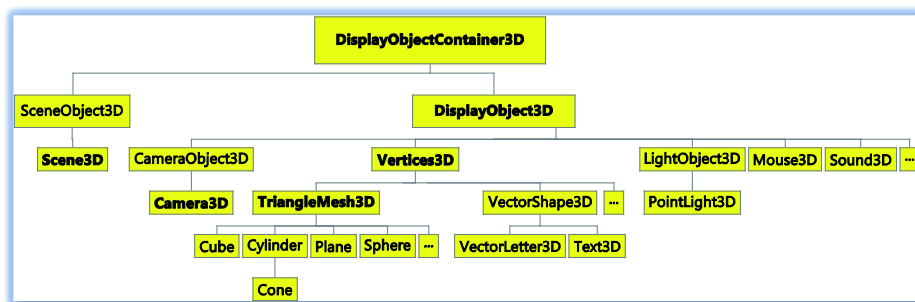 DisplayObjectContainer3D
SceneObject3D DisplayObject3D
Scene3D CameraObject3D Vertices3D LightObject3D Mouse3D Sound3D ...
Camera3D TriangleMesh3D VectorShape3D ... PointLight3D
Cube Cylinder Plane Sphere ... VectorLetter3D Text3D
Cone